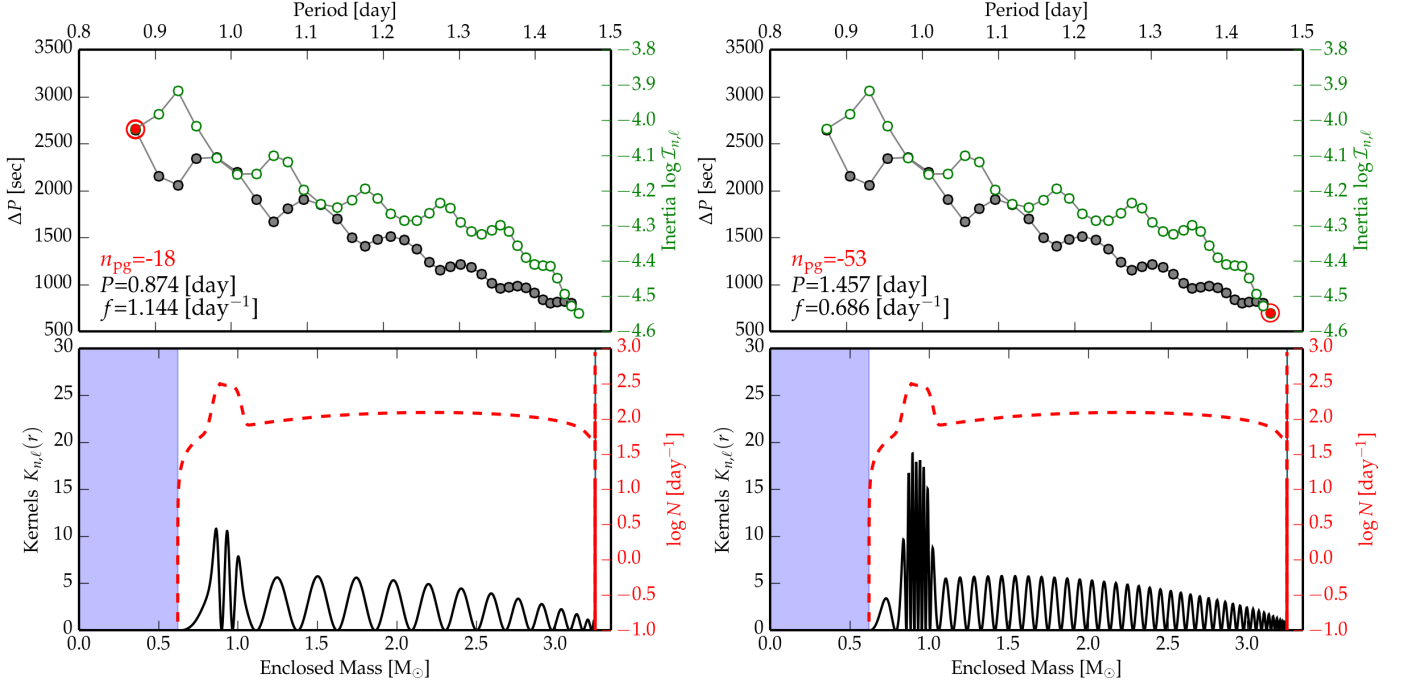 Period [day]
0.8 0.9 1.0 1.1 1.2 1.3 1.4 1.5
3500
3000
2500
2000
1500
1000
500
ΔP [sec]
−3.8
−3.9
−4.0
−4.1
−4.2
−4.3
−4.4
−4.5
−4.6
Inertia log ℐₙ,ℓ
n_pg=-18
P=0.874 [day]
f=1.144 [day⁻¹]
30
25
20
15
10
5
0
Kernels Kₙ,ℓ(r)
3.0
2.5
2.0
1.5
1.0
0.5
0.0
−0.5
−1.0
log N [day⁻¹]
0.0 0.5 1.0 1.5 2.0 2.5 3.0
Enclosed Mass [M☉]
Period [day]
0.8 0.9 1.0 1.1 1.2 1.3 1.4 1.5
3500
3000
2500
2000
1500
1000
500
ΔP [sec]
−3.8
−3.9
−4.0
−4.1
−4.2
−4.3
−4.4
−4.5
−4.6
Inertia log ℐₙ,ℓ
n_pg=-53
P=1.457 [day]
f=0.686 [day⁻¹]
30
25
20
15
10
5
0
Kernels Kₙ,ℓ(r)
3.0
2.5
2.0
1.5
1.0
0.5
0.0
−0.5
−1.0
log N [day⁻¹]
0.0 0.5 1.0 1.5 2.0 2.5 3.0
Enclosed Mass [M☉]